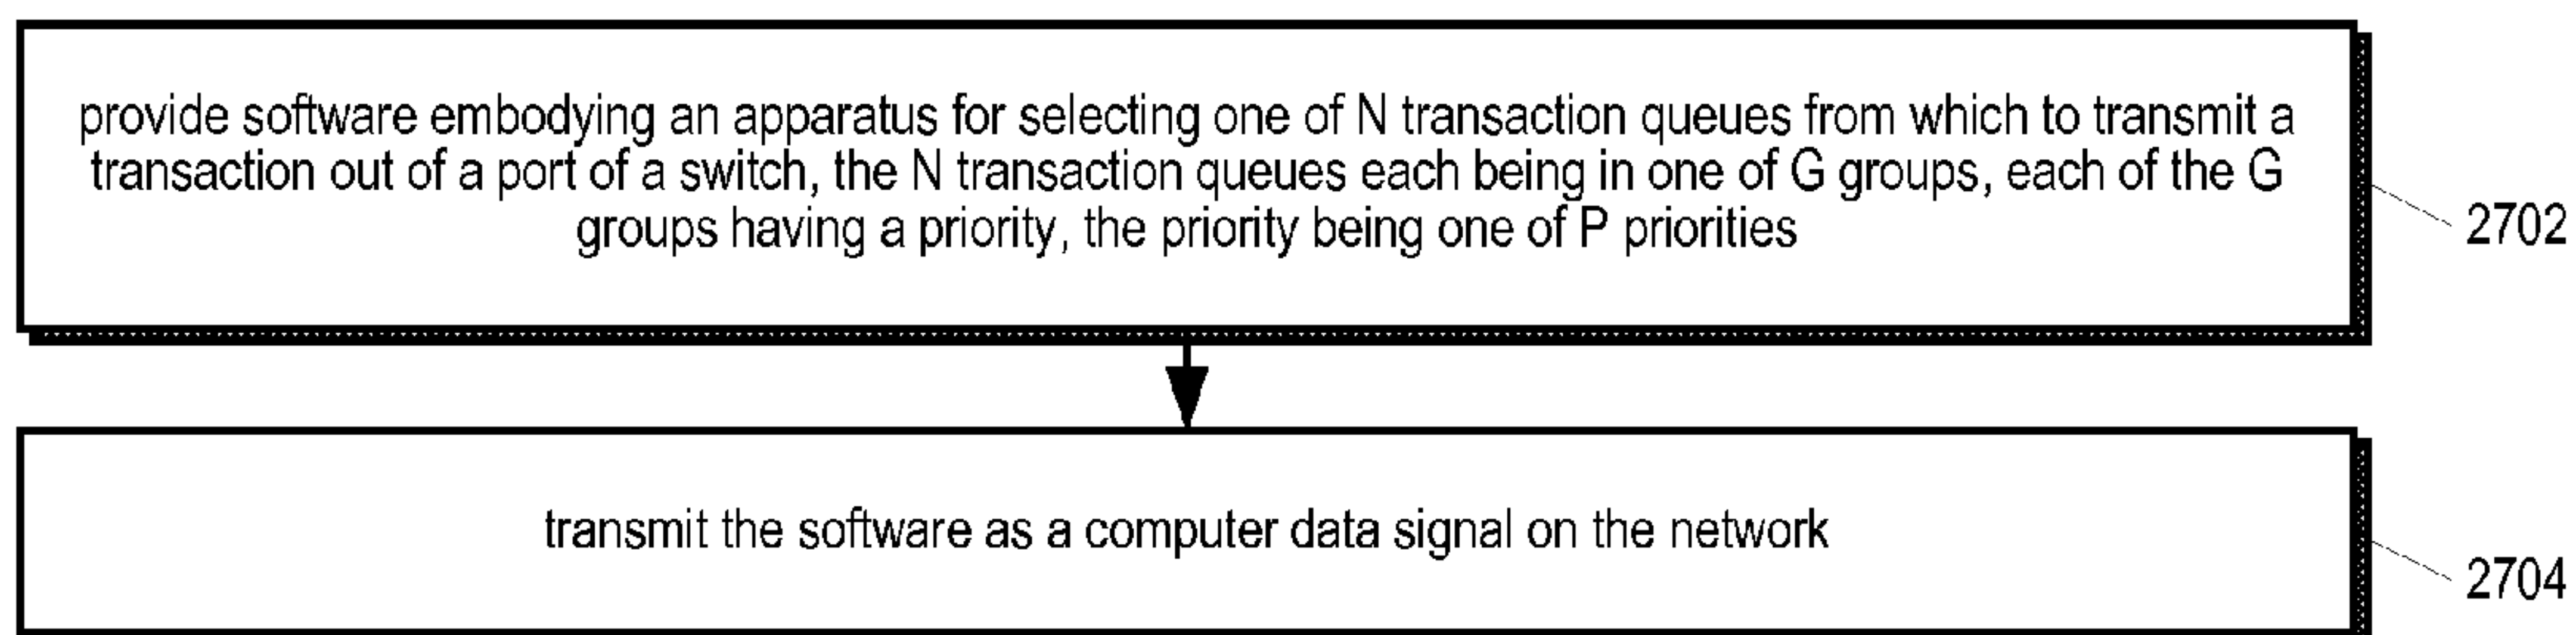 provide software embodying an apparatus for selecting one of N transaction queues from which to transmit a
transaction out of a port of a switch, the N transaction queues each being in one of G groups, each of the G
groups having a priority, the priority being one of P priorities
2702
transmit the software as a computer data signal on the network
2704